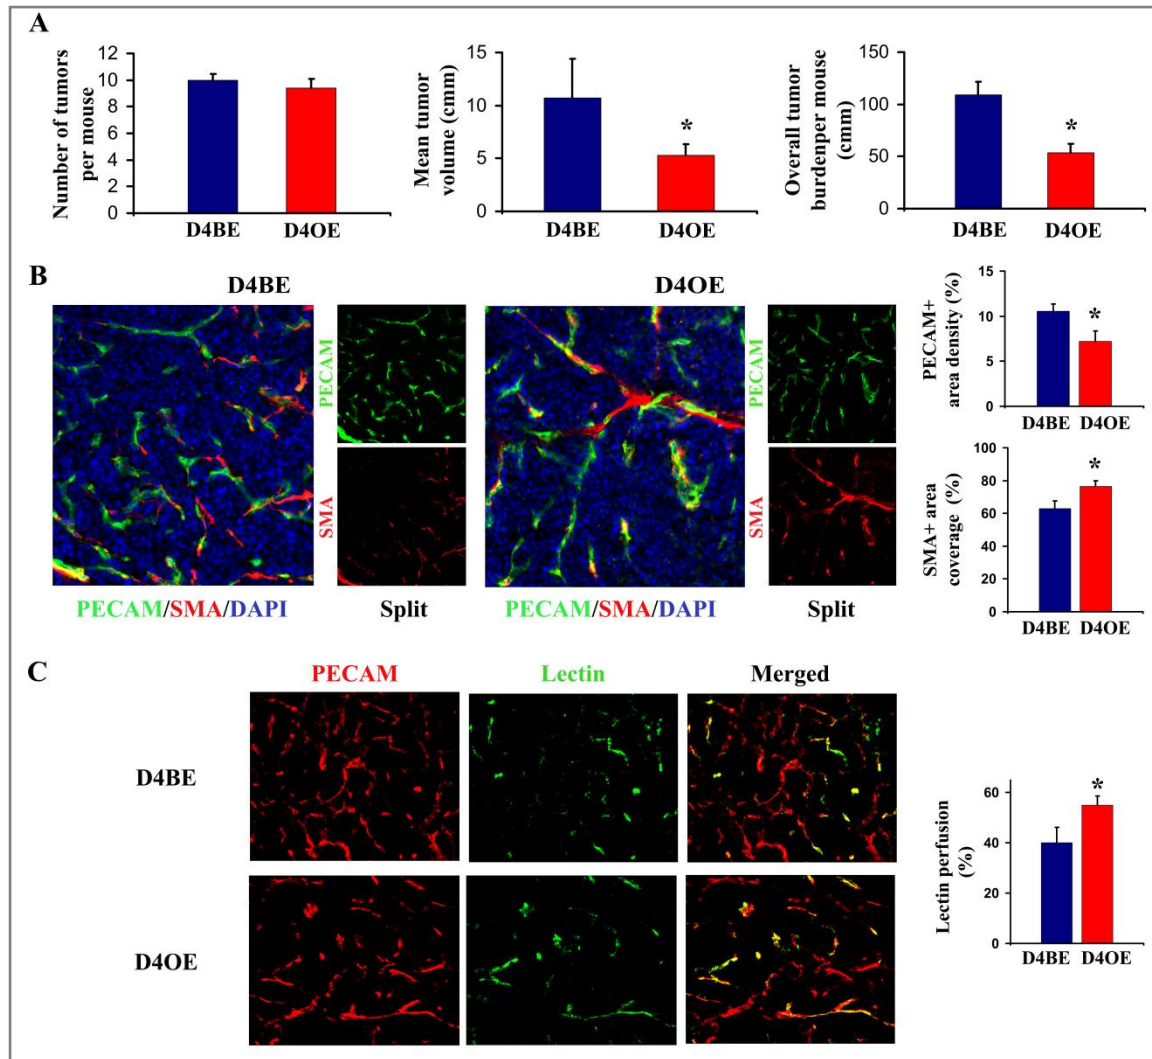 A
Number of tumors
per mouse
12
10
8
6
4
2
0
D4BE
D4OE
Mean tumor
volume (cmm)
15
10
5
0
*
D4BE
D4OE
Overall tumor
burdenper mouse
(cmm)
150
100
50
0
*
D4BE
D4OE
B
D4BE
D4OE
PECAM
SMA
PECAM
SMA
PECAM/SMA/DAPI
Split
PECAM/SMA/DAPI
Split
PECAM+
area density (%)
15
10
5
0
*
D4BE
D4OE
SMA+ area
coverage (%)
100
80
60
40
20
0
*
D4BE D4OE
C
PECAM
Lectin
Merged
D4BE
D4OE
Lectin perfusion
(%)
60
40
20
0
*
D4BE D4OE